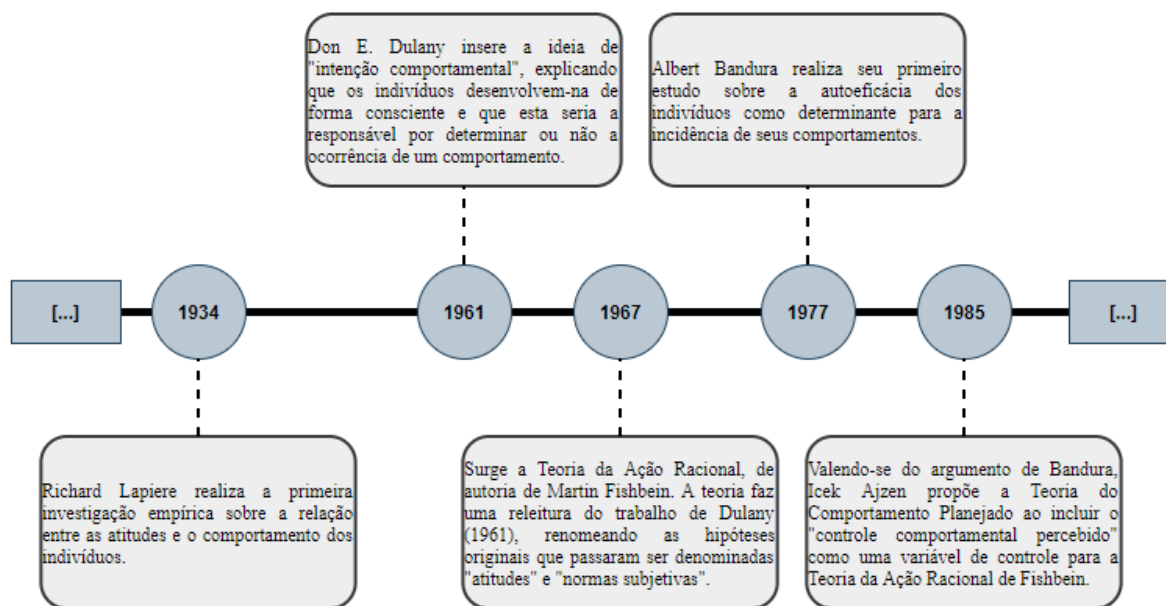 Don E. Dulany insere a ideia de
"intenção comportamental", explicando
que os indivíduos desenvolvem-na de
forma consciente e que esta seria a
responsável por determinar ou não a
ocorrência de um comportamento.
Albert Bandura realiza seu primeiro
estudo sobre a autoeficácia dos
indivíduos como determinante para a
incidência de seus comportamentos.
[...]
1934
1961
1967
1977
1985
[...]
Richard Lapiere realiza a primeira
investigação empírica sobre a relação
entre as atitudes e o comportamento dos
indivíduos.
Surge a Teoria da Ação Racional, de
autoria de Martin Fishbein. A teoria faz
uma releitura do trabalho de Dulany
(1961), renomeando as hipóteses
originais que passaram ser denominadas
"atitudes" e "normas subjetivas".
Valendo-se do argumento de Bandura,
Icek Ajzen propõe a Teoria do
Comportamento Planejado ao incluir o
"controle comportamental percebido"
como uma variável de controle para a
Teoria da Ação Racional de Fishbein.